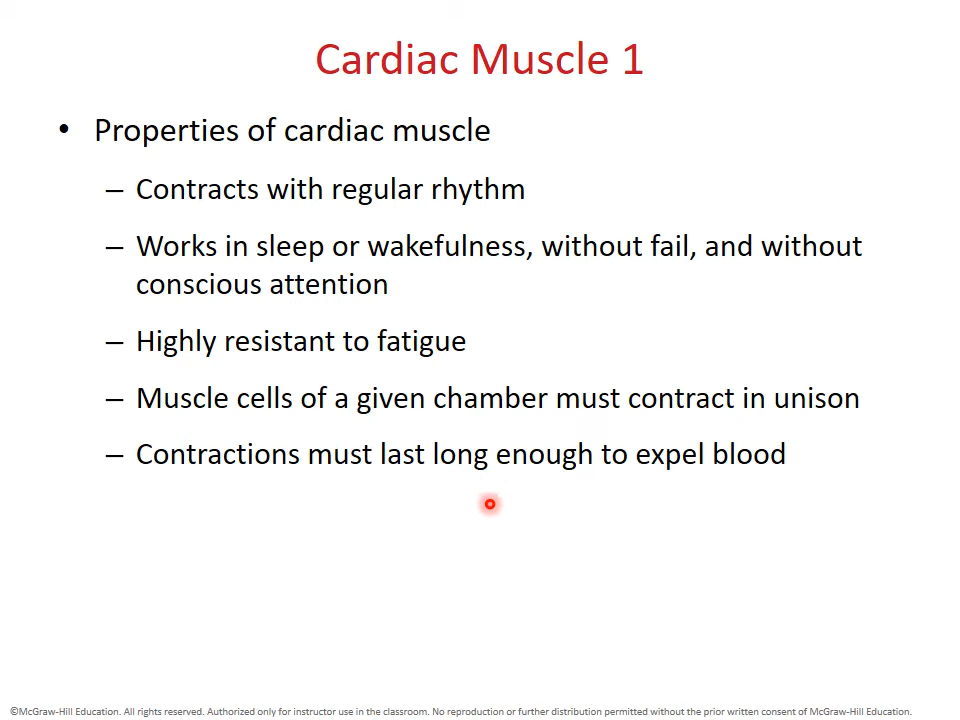 Cardiac Muscle 1
• Properties of cardiac muscle
– Contracts with regular rhythm
– Works in sleep or wakefulness, without fail, and without
conscious attention
– Highly resistant to fatigue
– Muscle cells of a given chamber must contract in unison
– Contractions must last long enough to expel blood
©McGraw-Hill Education. All rights reserved. Authorized only for instructor use in the classroom. No reproduction or further distribution permitted without the prior written consent of McGraw-Hill Education.